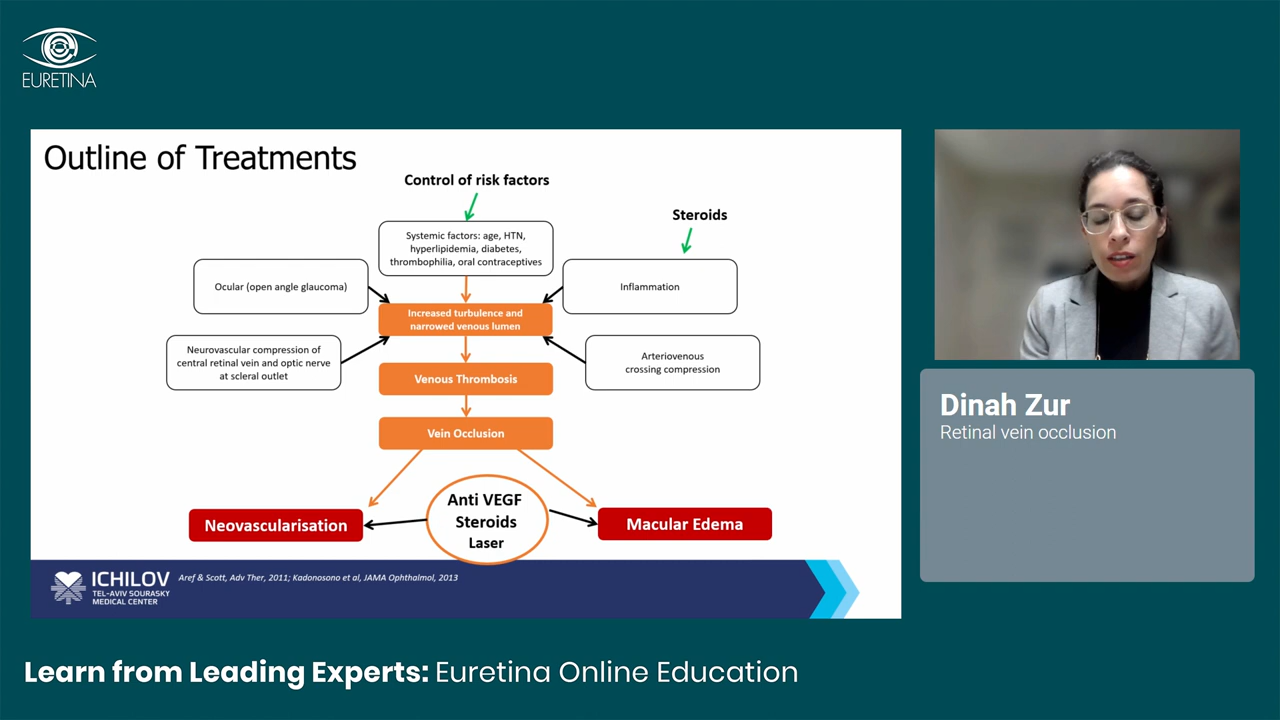 EURETINA
Outline of Treatments
Control of risk factors
Steroids
Systemic factors: age, HTN,
hyperlipidemia, diabetes,
thrombophilia, oral contraceptives
Ocular (open angle glaucoma)
Inflammation
Increased turbulence and
narrowed venous lumen
Neurovascular compression of
central retinal vein and optic nerve
at scleral outlet
Arteriovenous
crossing compression
Venous Thrombosis
Vein Occlusion
Anti VEGF
Steroids
Laser
Neovascularisation
Macular Edema
ICHILOV
TEL-AVIV SOURASKY
MEDICAL CENTER
Aref & Scott, Adv Ther, 2011; Kadonosono et al, JAMA Ophthalmol, 2013
Dinah Zur
Retinal vein occlusion
Learn from Leading Experts: Euretina Online Education